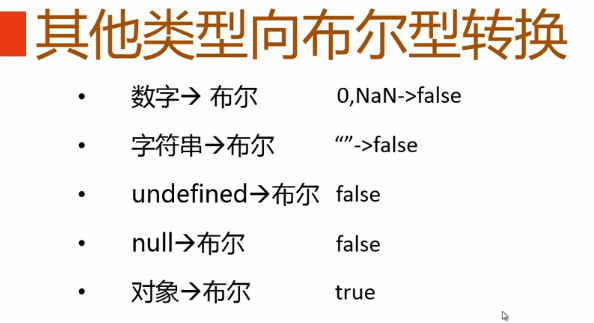 其他类型向布尔型转换
• 数字→ 布尔 0,NaN->false
• 字符串→布尔 “”->false
• undefined→布尔 false
• null→布尔 false
• 对象→布尔 true